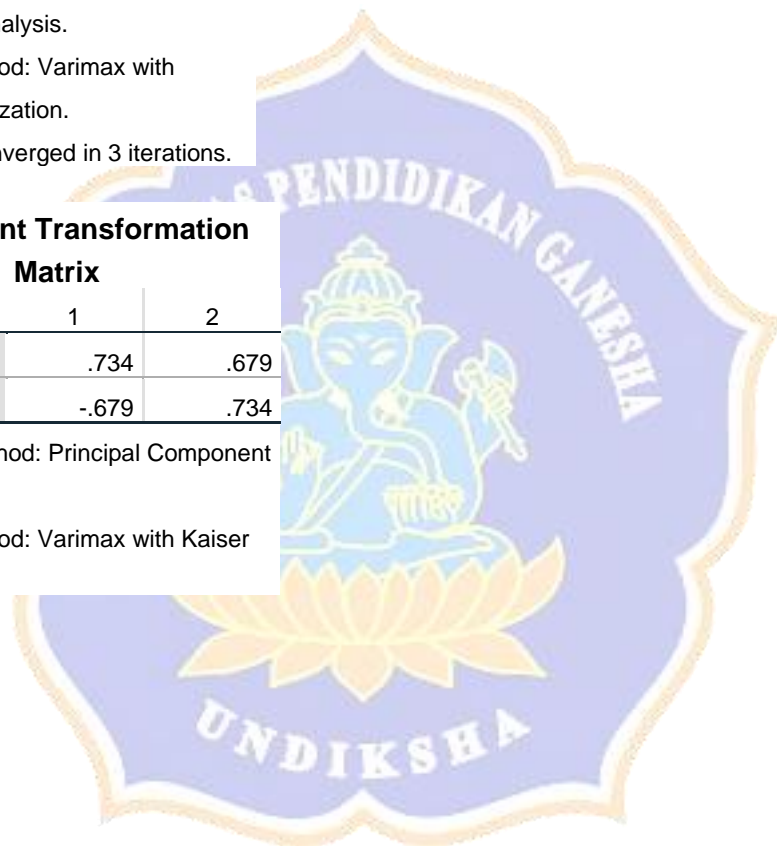 alysis.
od: Varimax with
zation.
nverged in 3 iterations.
nt Transformation
Matrix
1 2
.734 .679
-.679 .734
hod: Principal Component
od: Varimax with Kaiser
S PENDIDIKAN GANESHA
UNDIKSHA